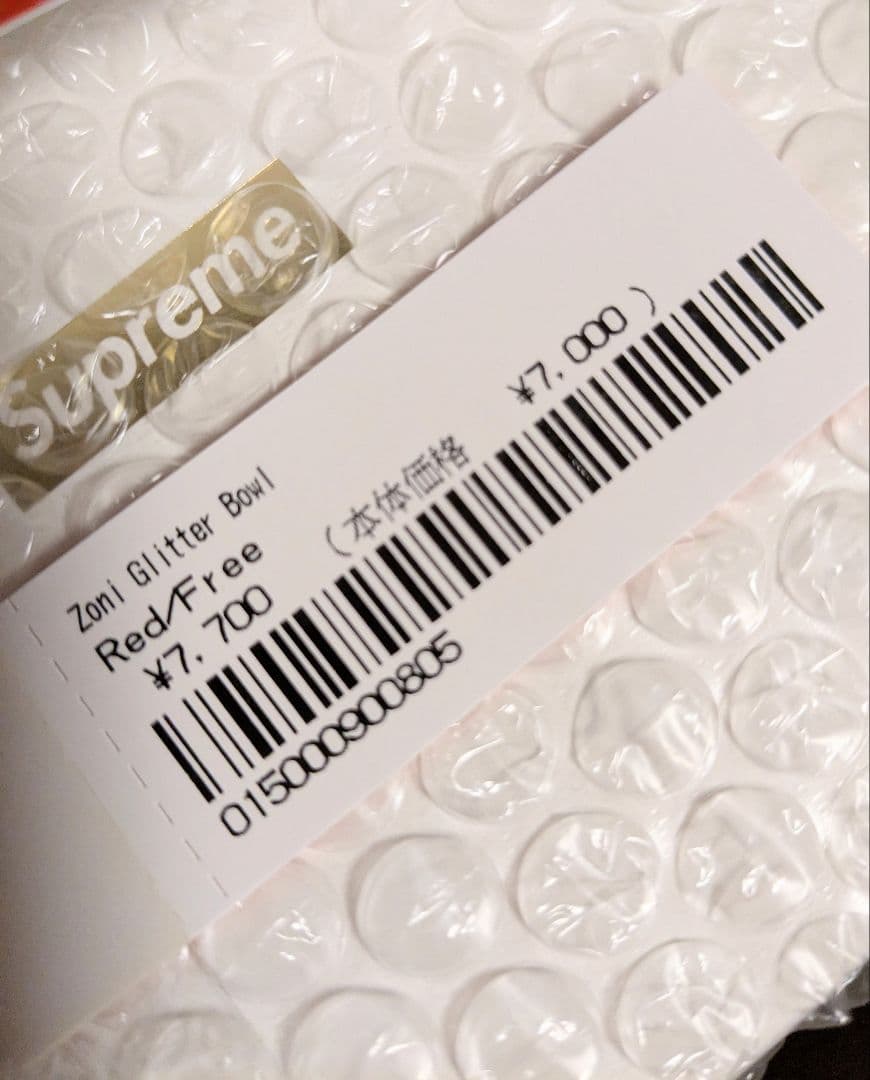 Supreme
Zoni Glitter Bowl
Red/Free
¥7,700 (本体価格 ¥7,000)
015000900805